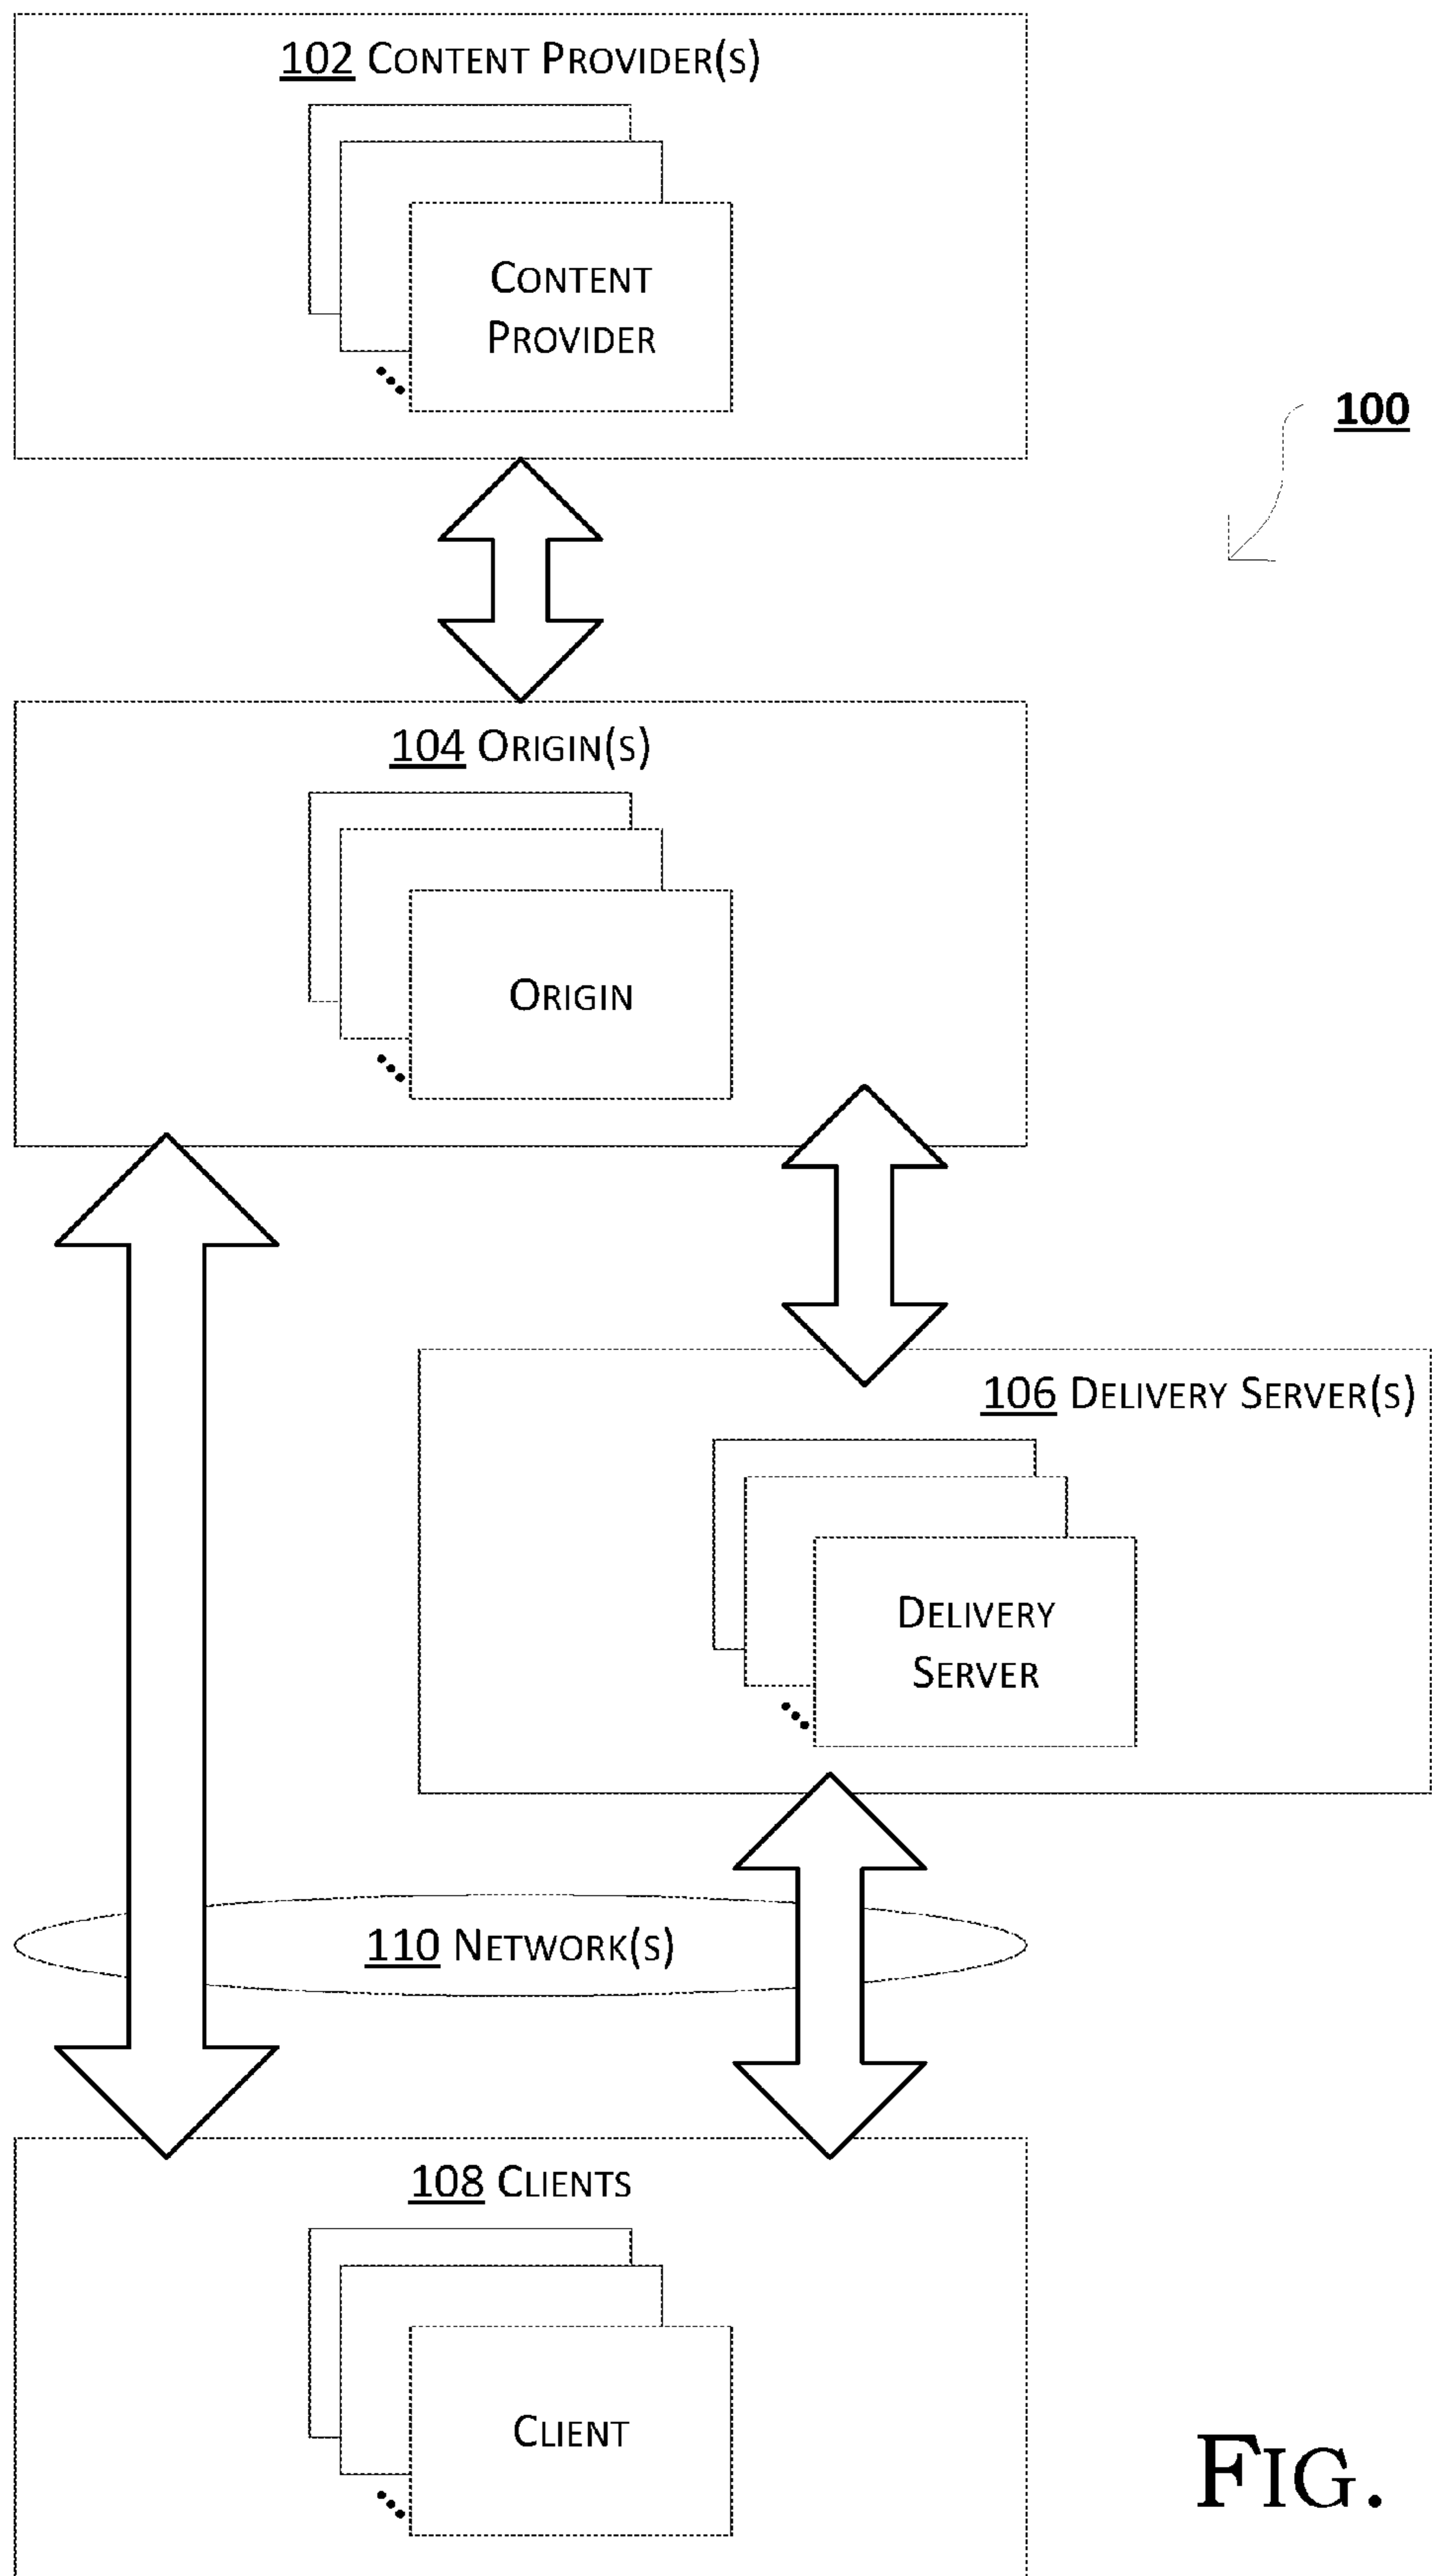 102 CONTENT PROVIDER(S)
CONTENT
PROVIDER
100
104 ORIGIN(S)
ORIGIN
106 DELIVERY SERVER(S)
DELIVERY
SERVER
110 NETWORK(S)
108 CLIENTS
CLIENT
FIG.